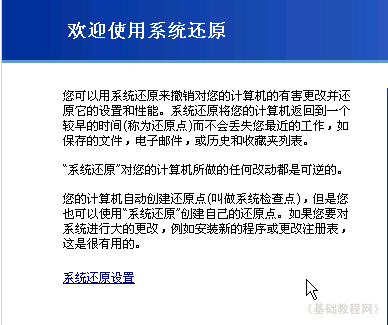 欢迎使用系统还原
您可以用系统还原来撤销对您的计算机的有害更改并还
原它的设置和性能。系统还原将您的计算机返回到一个
较早的时间(称为还原点)而不会丢失您最近的工作，如
保存的文件，电子邮件，或历史和收藏夹列表。
“系统还原”对您的计算机所做的任何改动都是可逆的。
您的计算机自动创建还原点(叫做系统检查点)，但是您
也可以使用“系统还原”创建自己的还原点。如果您要对
系统进行大的更改，例如安装新的程序或更改注册表，
这是很有用的。
系统还原设置
《基础教程网》